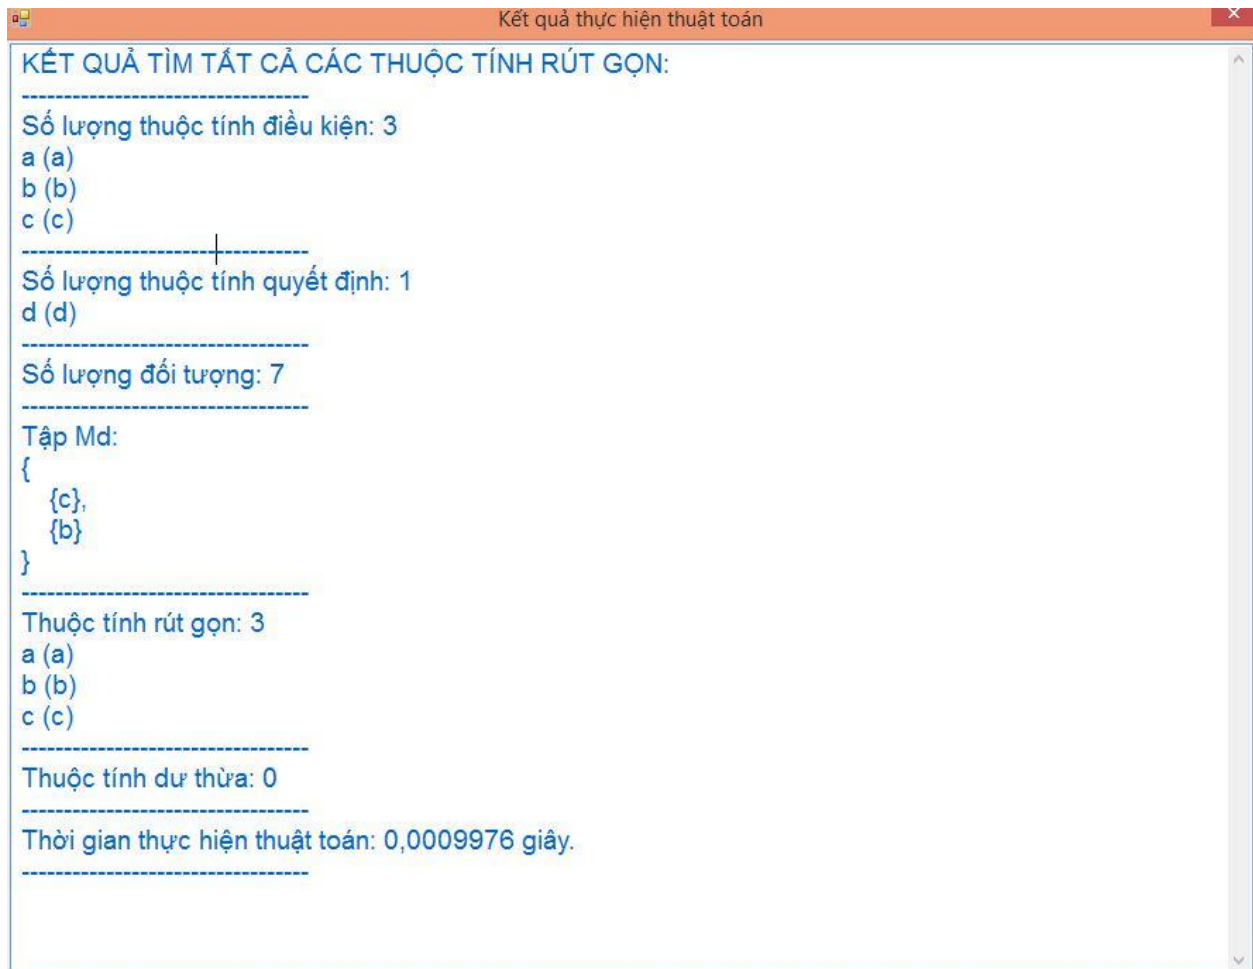 Kết quả thực hiện thuật toán
KẾT QUẢ TÌM TẤT CẢ CÁC THUỘC TÍNH RÚT GỌN:
----------------------------------
Số lượng thuộc tính điều kiện: 3
a (a)
b (b)
c (c)
----------------------------------
Số lượng thuộc tính quyết định: 1
d (d)
----------------------------------
Số lượng đối tượng: 7
----------------------------------
Tập Md:
{
{c},
{b}
}
----------------------------------
Thuộc tính rút gọn: 3
a (a)
b (b)
c (c)
----------------------------------
Thuộc tính dư thừa: 0
----------------------------------
Thời gian thực hiện thuật toán: 0,0009976 giây.
----------------------------------